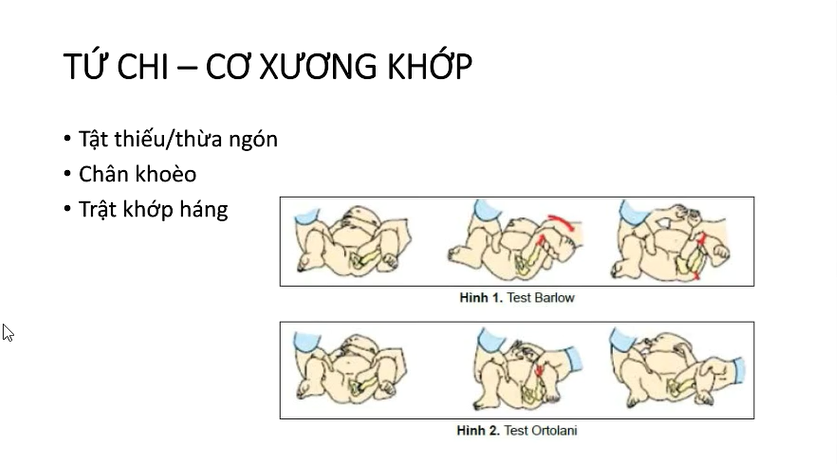 TỨ CHI – CƠ XƯƠNG KHỚP
• Tật thiếu/thừa ngón
• Chân khoèo
• Trật khớp háng
Hình 1. Test Barlow
Hình 2. Test Ortolani